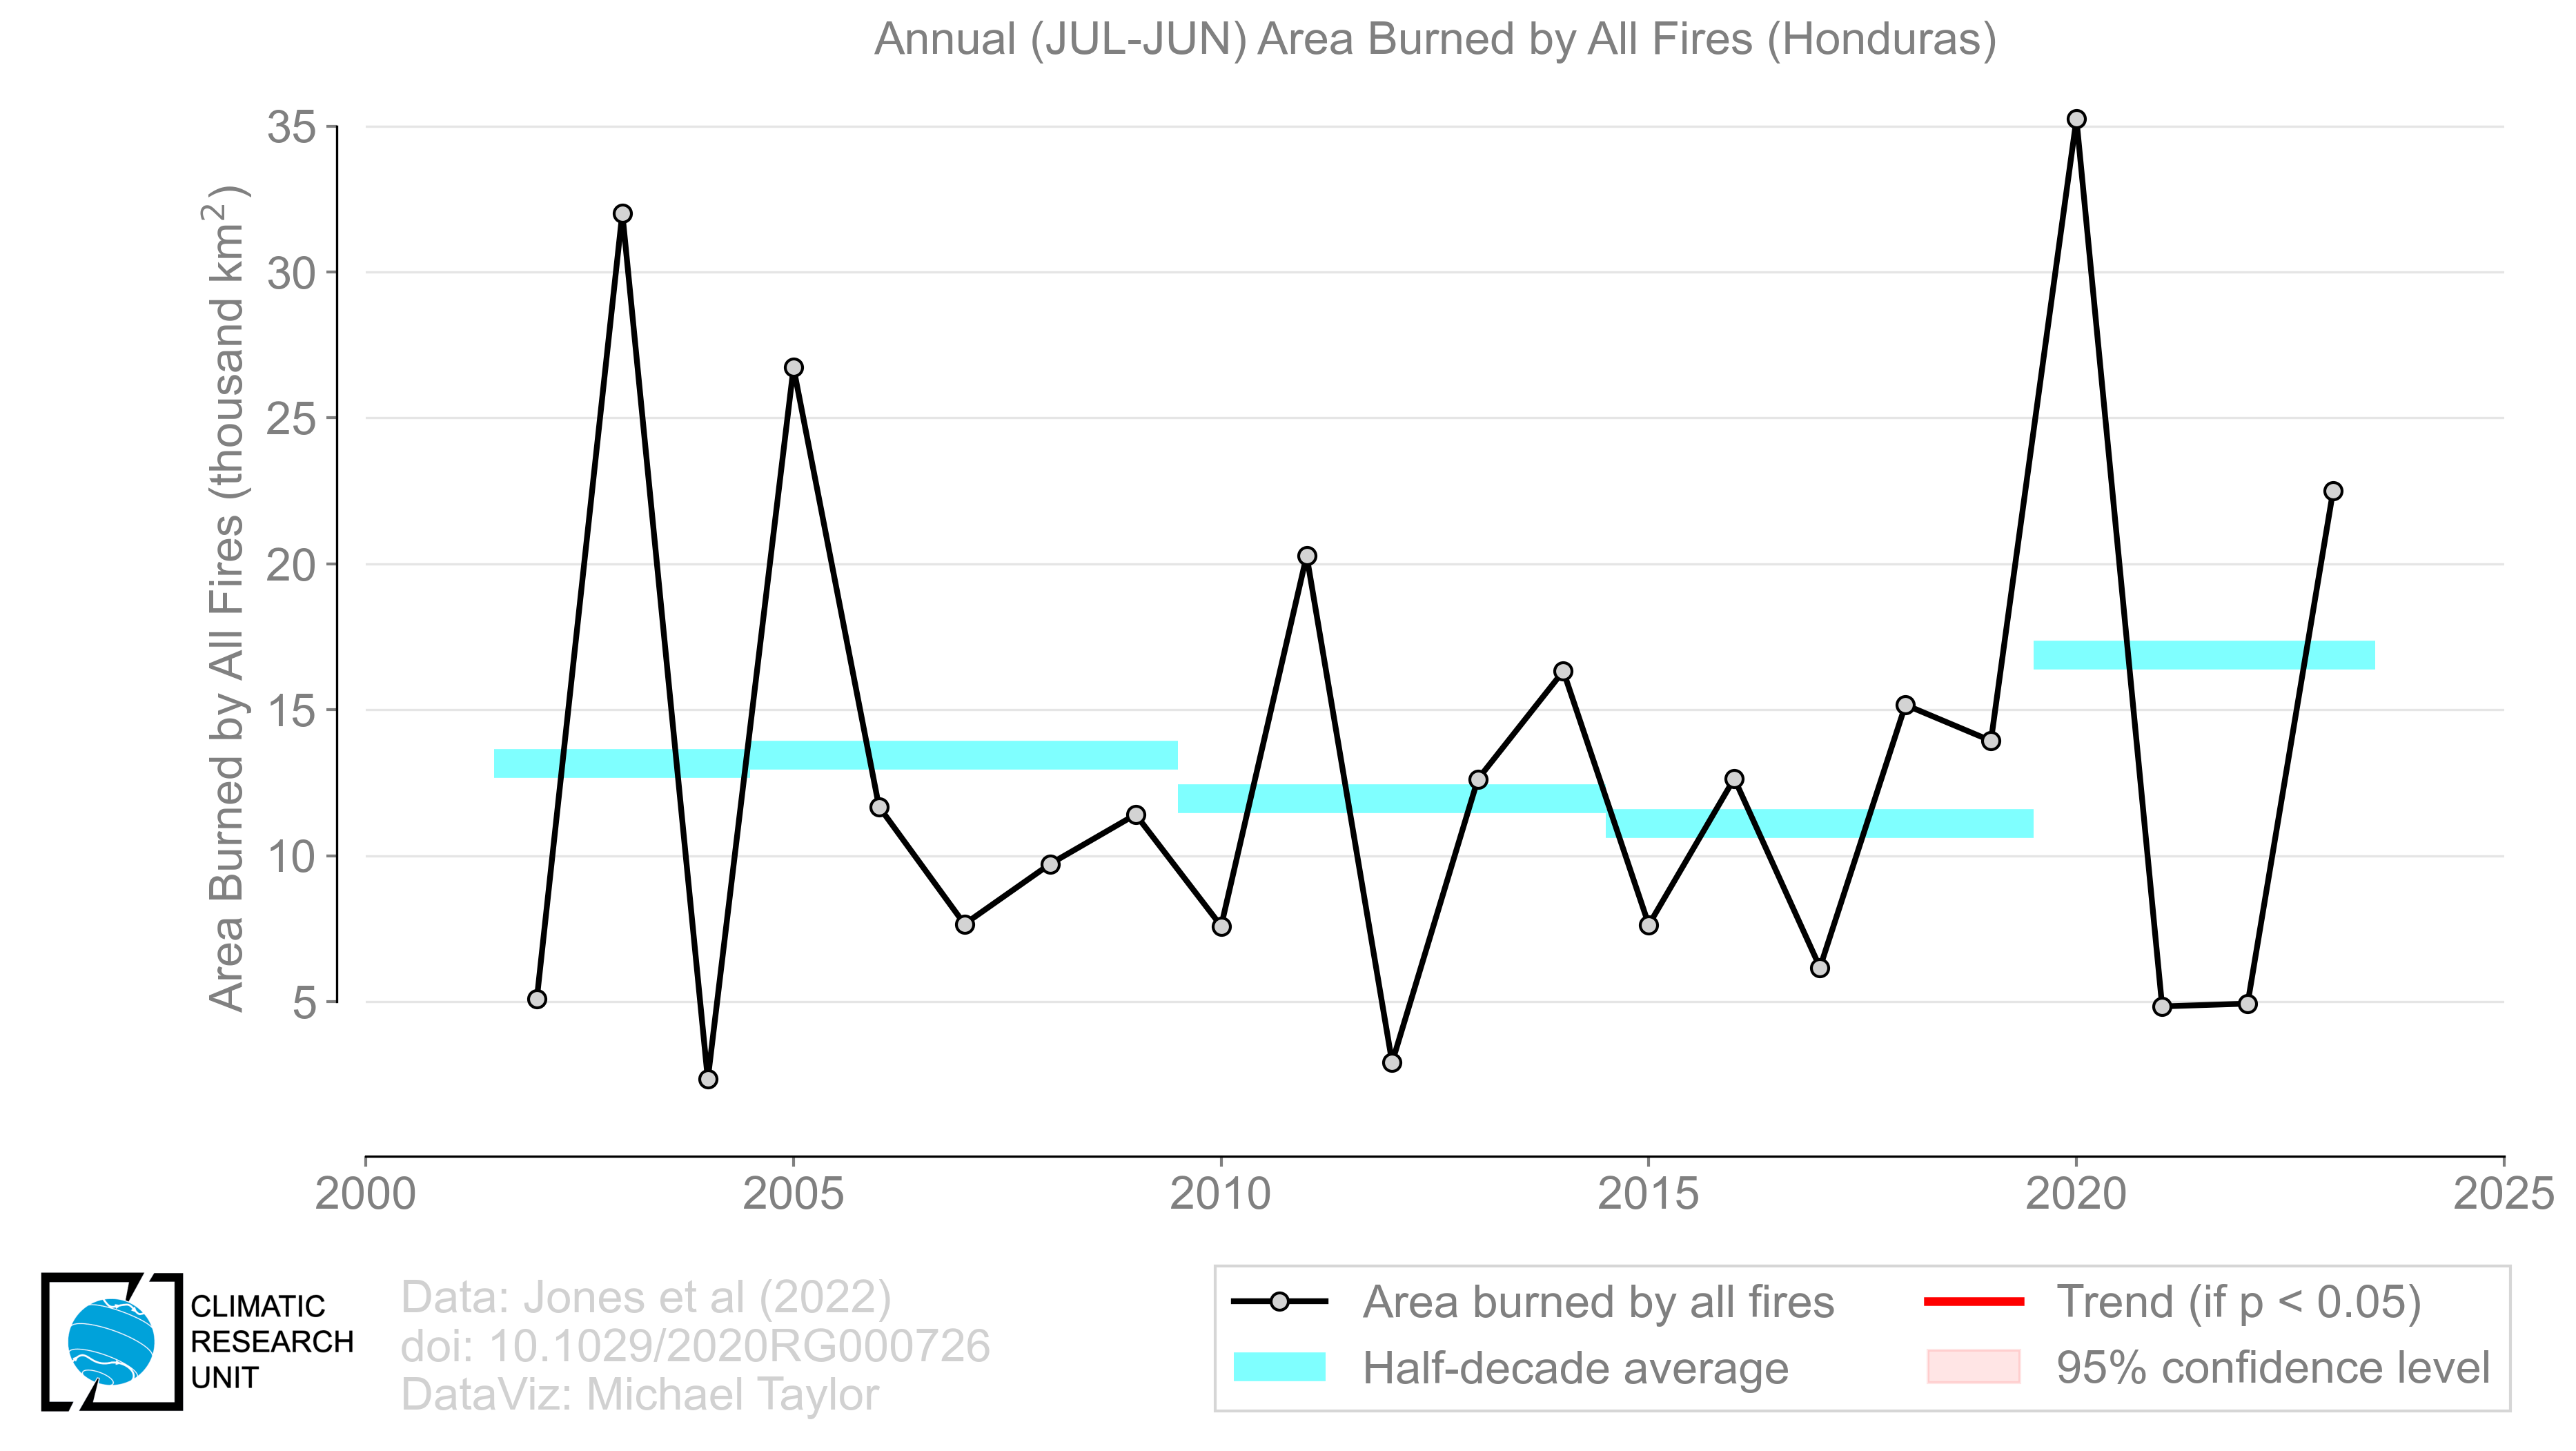 Annual (JUL-JUN) Area Burned by All Fires (Honduras)
Area Burned by All Fires (thousand km²)
35
30
25
20
15
10
5
2000 2005 2010 2015 2020 2025
CLIMATIC
RESEARCH
UNIT
Data: Jones et al (2022)
doi: 10.1029/2020RG000726
DataViz: Michael Taylor
Area burned by all fires
Half-decade average
Trend (if p < 0.05)
95% confidence level